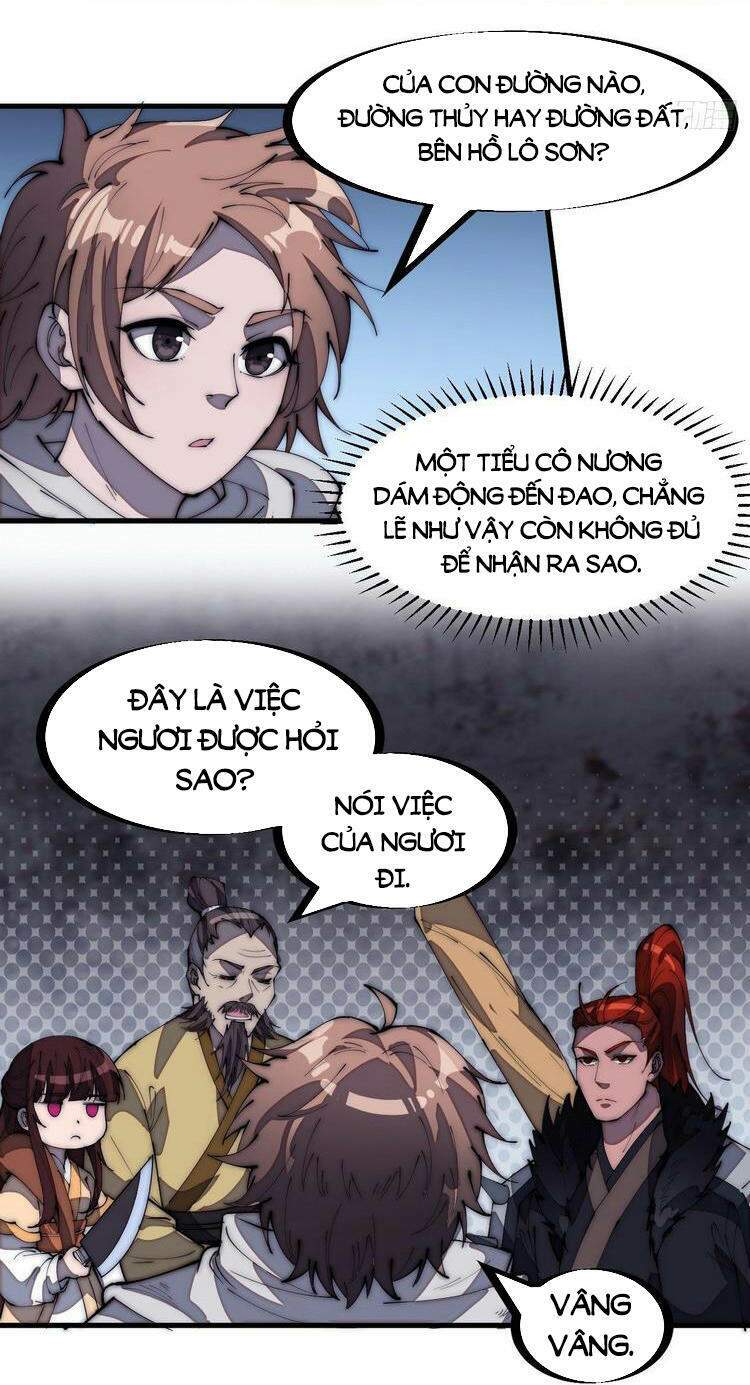 CỦA CON ĐƯỜNG NÀO,
ĐƯỜNG THỦY HAY ĐƯỜNG ĐẤT,
BÊN HỒ LÔ SƠN?
MỘT TIỂU CÔ NƯƠNG
DÁM ĐỘNG ĐẾN ĐAO, CHẲNG
LẼ NHƯ VẬY CÒN KHÔNG ĐỦ
ĐỂ NHẬN RA SAO.
ĐÂY LÀ VIỆC
NGƯƠI ĐƯỢC HỎI
SAO?
NÓI VIỆC
CỦA NGƯƠI
ĐI.
VÂNG
VÂNG.